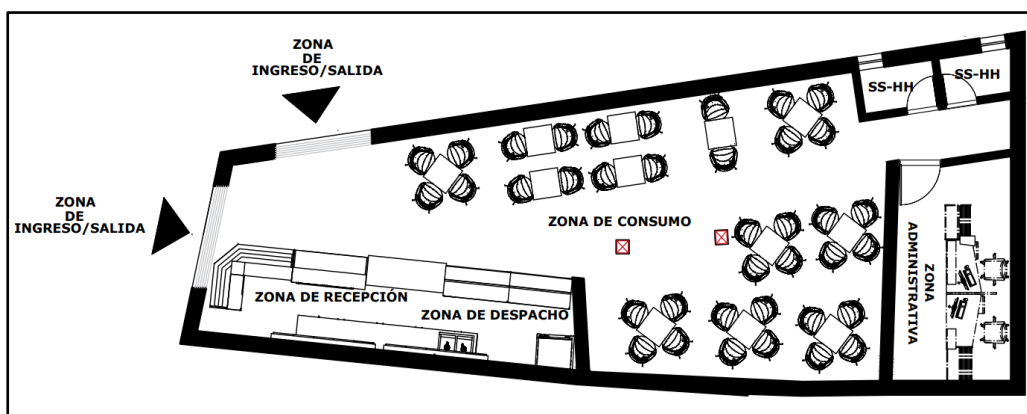 ZONA
DE
INGRESO/SALIDA
SS-HH
SS-HH
ZONA
DE
INGRESO/SALIDA
ZONA DE CONSUMO
ZONA
ADMINISTRATIVA
ZONA DE RECEPCIÓN
ZONA DE DESPACHO